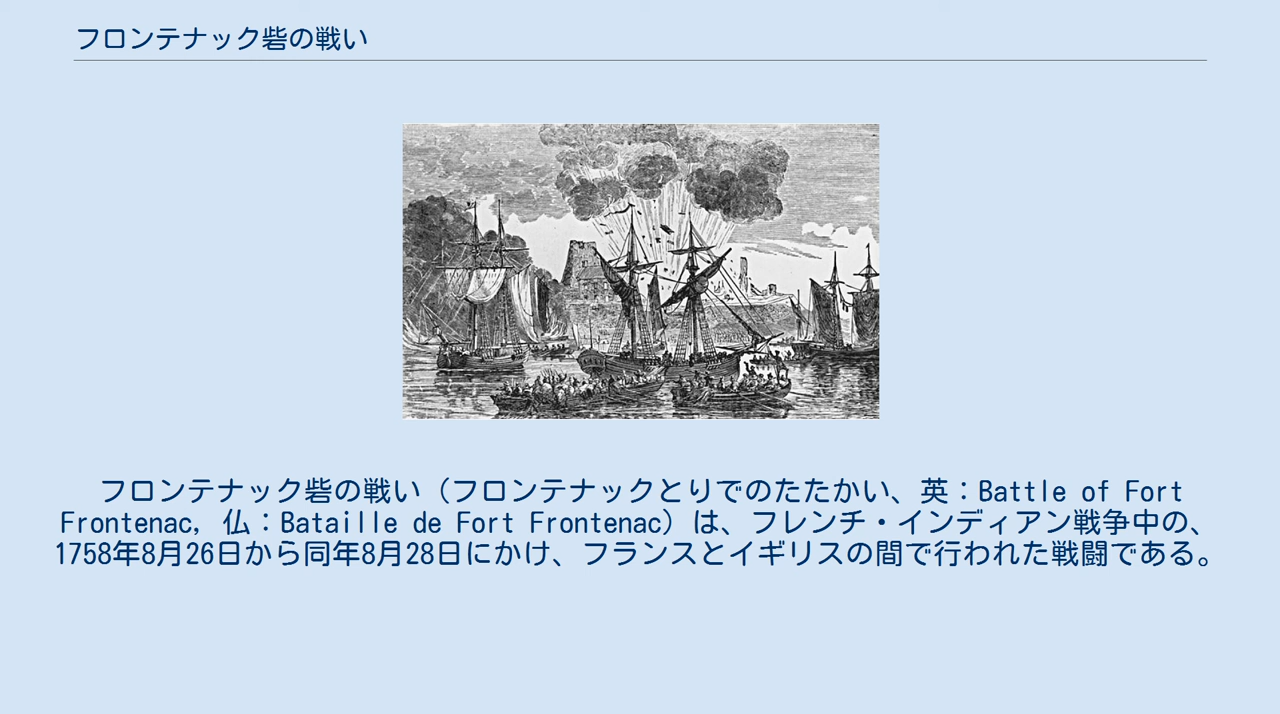 フロンテナック砦の戦い
フロンテナック砦の戦い（フロンテナックとりでのたたかい、英：Battle of Fort
Frontenac, 仏：Bataille de Fort Frontenac）は、フレンチ・インディアン戦争中の、
1758年8月26日から同年8月28日にかけ、フランスとイギリスの間で行われた戦闘である。